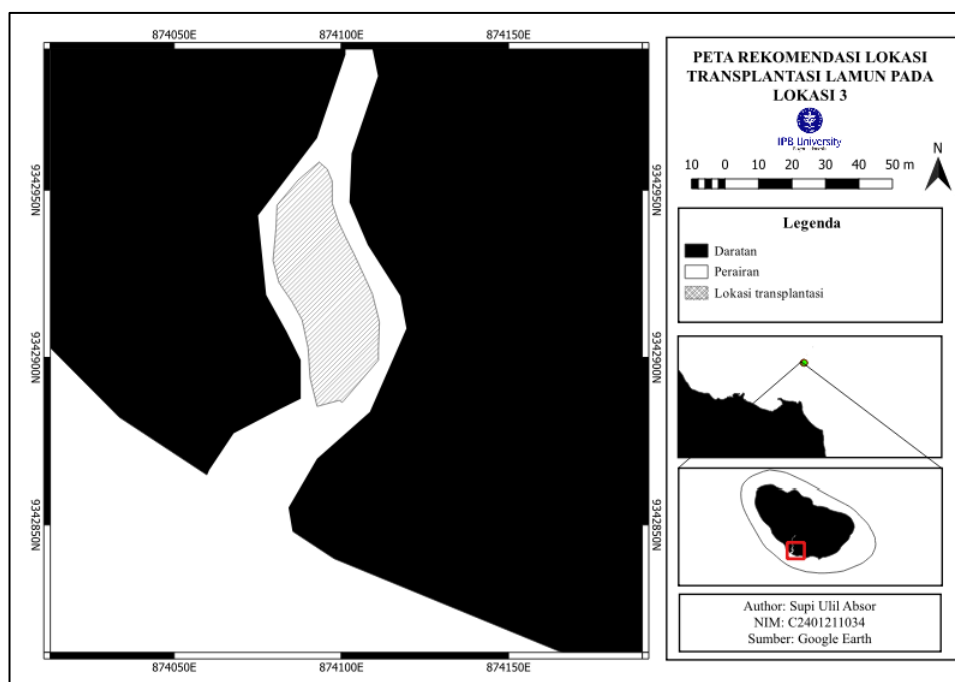 874050E 874100E 874150E
9342950N 9342950N
9342900N 9342900N
9342850N 9342850N
874050E 874100E 874150E
PETA REKOMENDASI LOKASI
TRANSPLANTASI LAMUN PADA
LOKASI 3
IPB University
N
10 0 10 20 30 40 50 m
Legenda
Daratan
Perairan
Lokasi transplantasi
Author: Supi Ulil Absor
NIM: C2401211034
Sumber: Google Earth